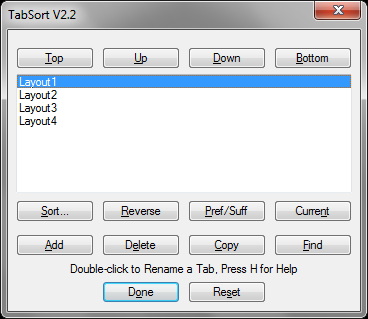 TabSort V2.2
Top Up Down Bottom
Layout1
Layout2
Layout3
Layout4
Sort... Reverse Pref/Suff Current
Add Delete Copy Find
Double-click to Rename a Tab, Press H for Help
Done Reset